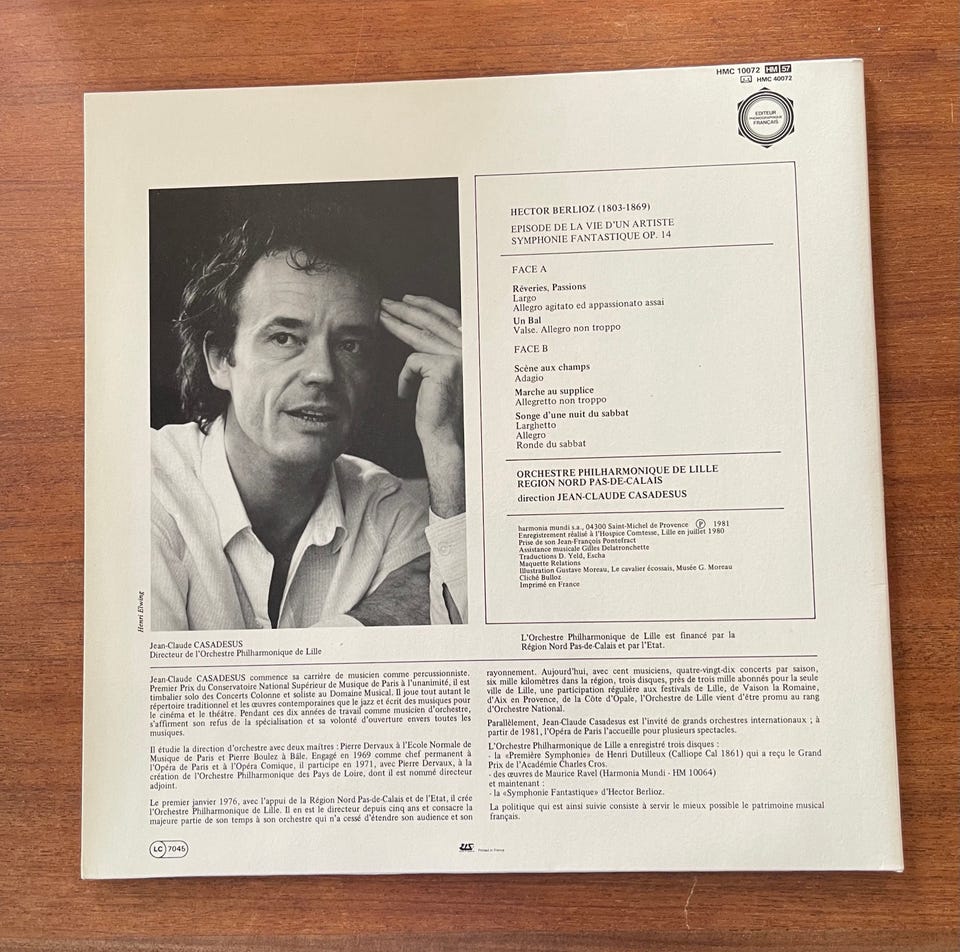 HMC 10072 HM 57
HMC 40072
EDITEUR
PHONOGRAPHIQUE
FRANÇAIS
HECTOR BERLIOZ (1803-1869)
EPISODE DE LA VIE D'UN ARTISTE
SYMPHONIE FANTASTIQUE OP. 14
FACE A
Rêveries, Passions
Largo
Allegro agitato ed appassionato assai
Un Bal
Valse. Allegro non troppo
FACE B
Scène aux champs
Adagio
Marche au supplice
Allegretto non troppo
Songe d'une nuit du sabbat
Larghetto
Allegro
Ronde du sabbat
ORCHESTRE PHILHARMONIQUE DE LILLE
REGION NORD PAS-DE-CALAIS
direction JEAN-CLAUDE CASADESUS
harmonia mundi s.a., 04300 Saint-Michel de Provence Ⓟ 1981
Enregistrement réalisé à l'Hospice Comtesse, Lille en juillet 1980
Prise de son Jean-François Pontefract
Assistance musicale Gilles Delatronchette
Traductions D. Yeld, Escha
Maquette Relations
Illustration Gustave Moreau, Le cavalier écossais, Musée G. Moreau
Cliché Bulloz
Imprimé en France
Henri Elwing
Jean-Claude CASADESUS
Directeur de l'Orchestre Philharmonique de Lille
L'Orchestre Philharmonique de Lille est financé par la
Région Nord Pas-de-Calais et par l'Etat.
Jean-Claude CASADESUS commence sa carrière de musicien comme percussionniste.
Premier Prix du Conservatoire National Supérieur de Musique de Paris à l'unanimité, il est
timbalier solo des Concerts Colonne et soliste au Domaine Musical. Il joue tout autant le
répertoire traditionnel et les œuvres contemporaines que le jazz et écrit des musiques pour
le cinéma et le théâtre. Pendant ces dix années de travail comme musicien d'orchestre,
s'affirment son refus de la spécialisation et sa volonté d'ouverture envers toutes les
musiques.
Il étudie la direction d'orchestre avec deux maîtres : Pierre Dervaux à l'Ecole Normale de
Musique de Paris et Pierre Boulez à Bâle. Engagé en 1969 comme chef permanent à
l'Opéra de Paris et à l'Opéra Comique, il participe en 1971, avec Pierre Dervaux, à la
création de l'Orchestre Philharmonique des Pays de Loire, dont il est nommé directeur
adjoint.
Le premier janvier 1976, avec l'appui de la Région Nord Pas-de-Calais et de l'Etat, il crée
l'Orchestre Philharmonique de Lille. Il en est le directeur depuis cinq ans et consacre la
majeure partie de son temps à son orchestre qui n'a cessé d'étendre son audience et son
rayonnement. Aujourd'hui, avec cent musiciens, quatre-vingt-dix concerts par saison,
six mille kilomètres dans la région, trois disques, près de trois mille abonnés pour la seule
ville de Lille, une participation régulière aux festivals de Lille, de Vaison la Romaine,
d'Aix en Provence, de la Côte d'Opale, l'Orchestre de Lille vient d'être promu au rang
d'Orchestre National.
Parallèlement, Jean-Claude Casadesus est l'invité de grands orchestres internationaux ; à
partir de 1981, l'Opéra de Paris l'accueille pour plusieurs spectacles.
L'Orchestre Philharmonique de Lille a enregistré trois disques :
- la «Première Symphonie» de Henri Dutilleux (Calliope Cal 1861) qui a reçu le Grand
Prix de l'Académie Charles Cros.
- des œuvres de Maurice Ravel (Harmonia Mundi - HM 10064)
et maintenant :
- la «Symphonie Fantastique» d'Hector Berlioz.
La politique qui est ainsi suivie consiste à servir le mieux possible le patrimoine musical
français.
LC 7045
Printed in France